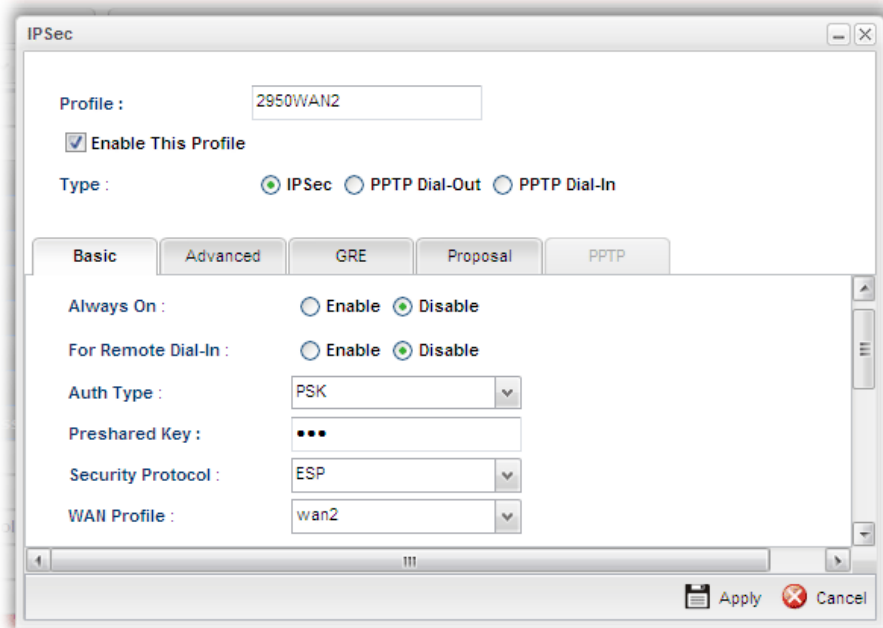 IPSec
Profile : 2950WAN2
Enable This Profile
Type : IPSec PPTP Dial-Out PPTP Dial-In
Basic Advanced GRE Proposal PPTP
Always On : Enable Disable
For Remote Dial-In : Enable Disable
Auth Type : PSK
Preshared Key : •••
Security Protocol : ESP
WAN Profile : wan2
Apply Cancel